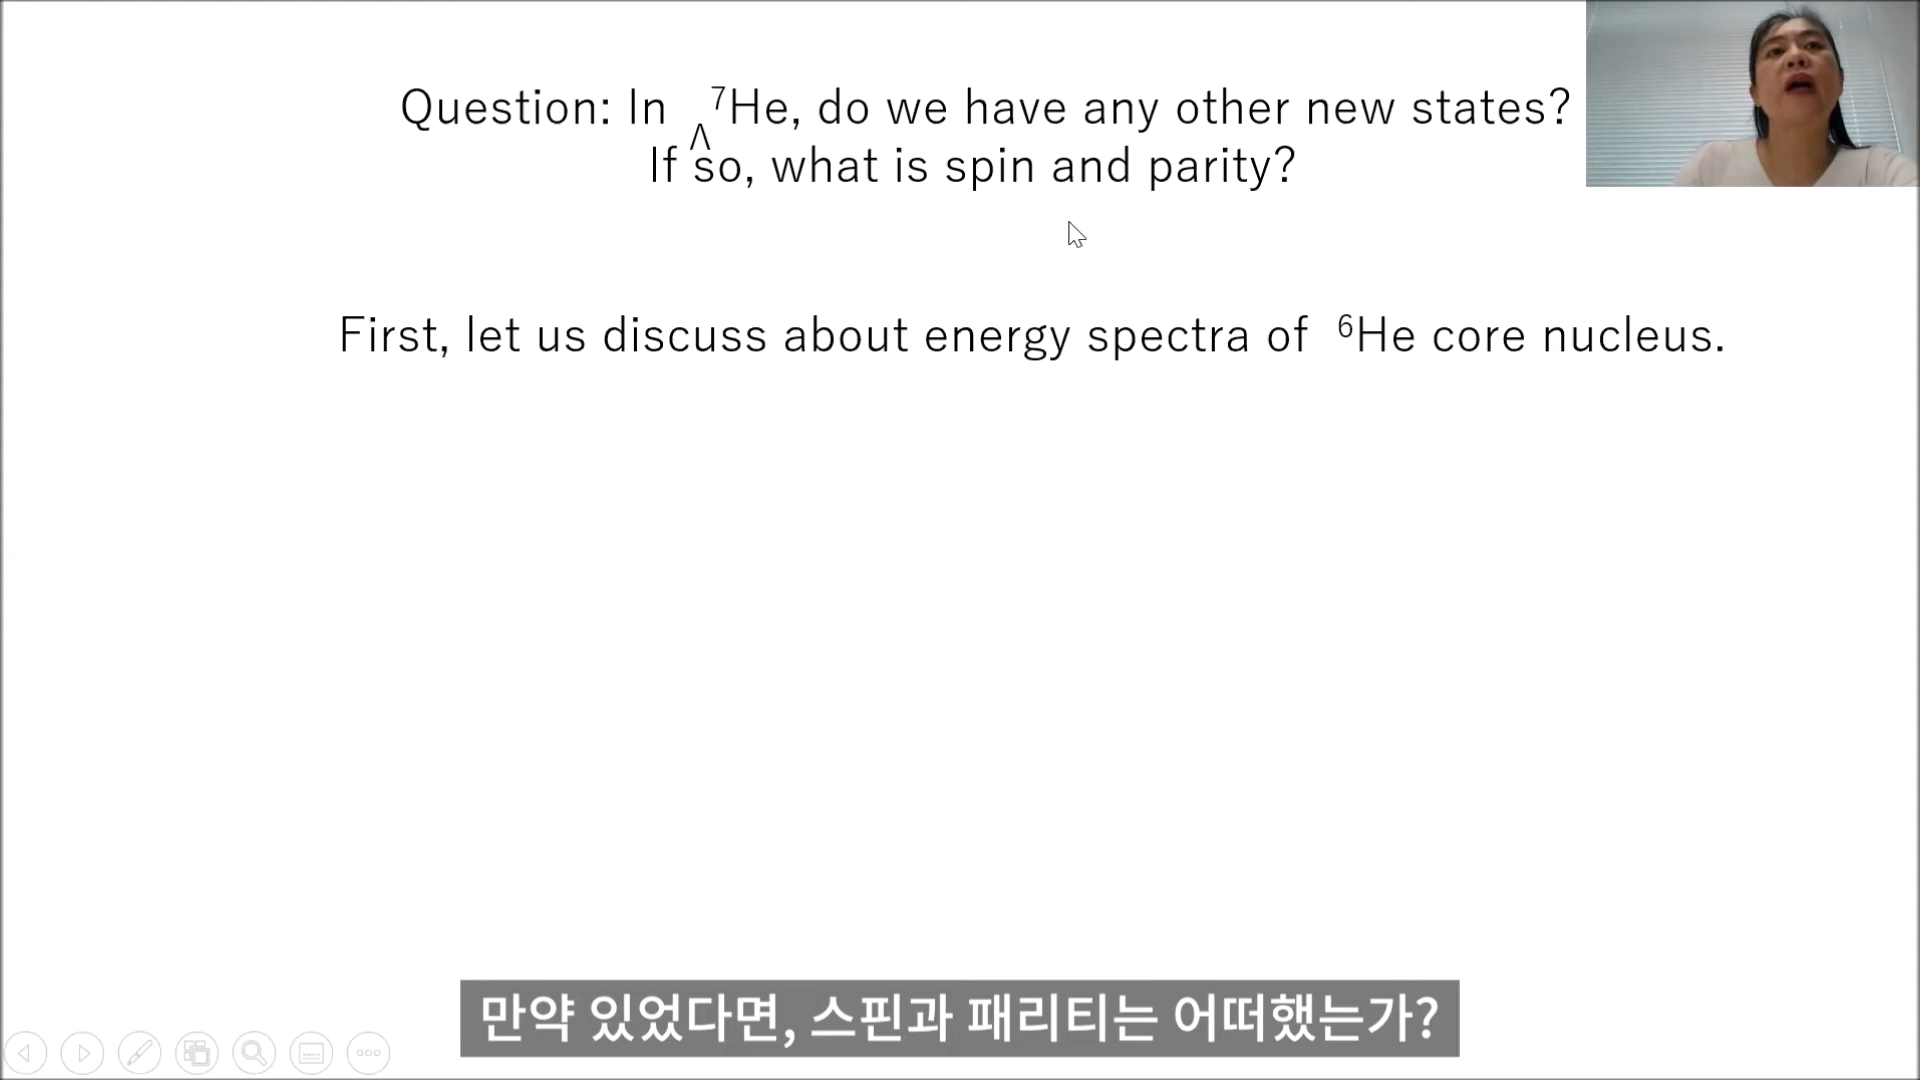 Question: In ⁷He, do we have any other new states?
Λ
If so, what is spin and parity?
First, let us discuss about energy spectra of ⁶He core nucleus.
만약 있었다면, 스핀과 패리티는 어떠했는가?